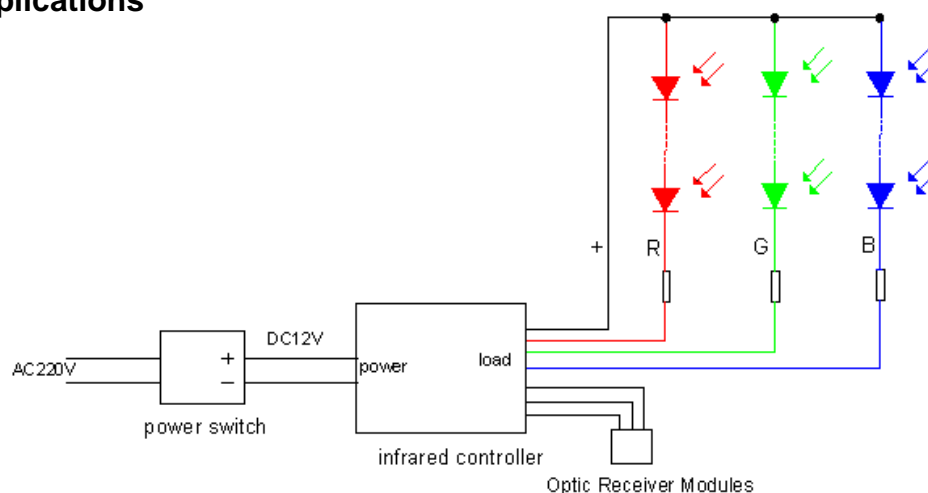 plications
+
R
G
B
DC12V
AC220V
+
−
power
load
power switch
infrared controller
Optic Receiver Modules